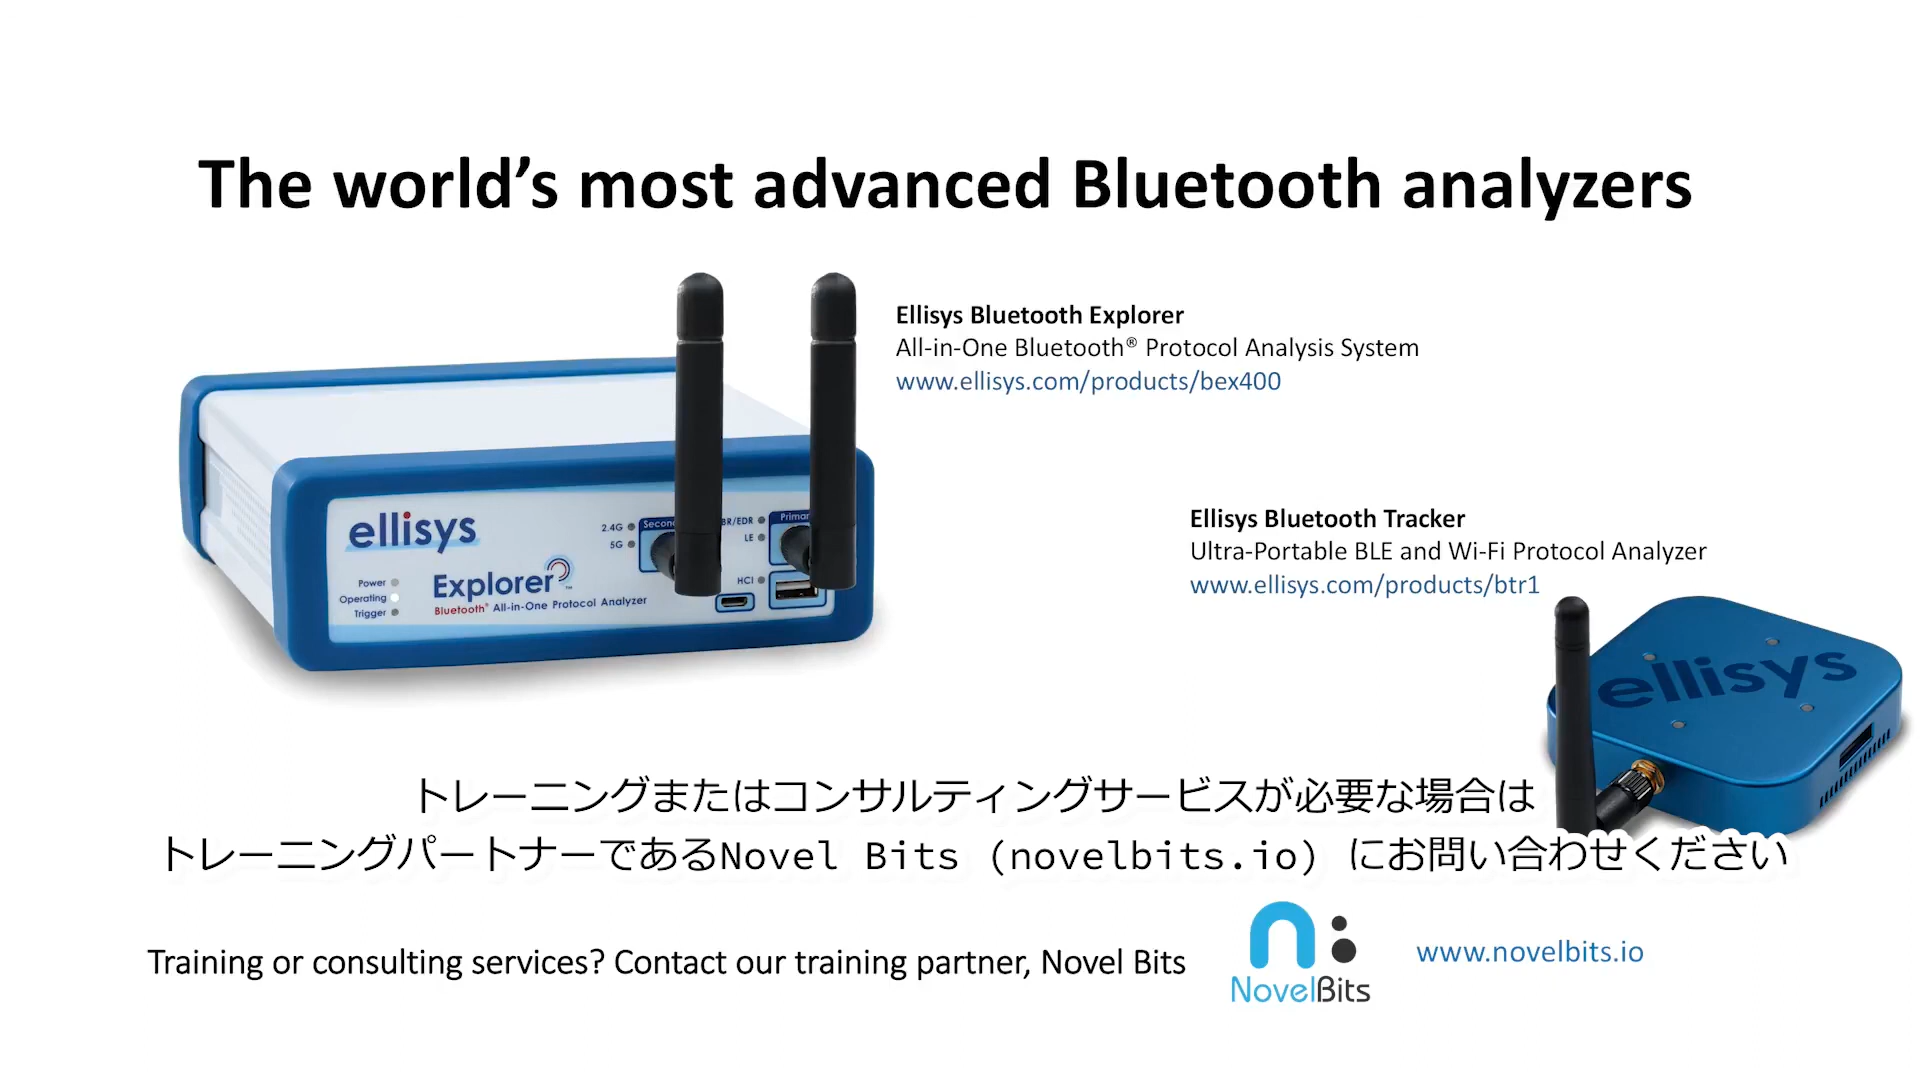 The world’s most advanced Bluetooth analyzers
Ellisys Bluetooth Explorer
All-in-One Bluetooth® Protocol Analysis System
www.ellisys.com/products/bex400
ellisys
2.4G
5G
BR/EDR
LE
HCI
Power
Operating
Trigger
Explorer™
Bluetooth® All-in-One Protocol Analyzer
Ellisys Bluetooth Tracker
Ultra-Portable BLE and Wi-Fi Protocol Analyzer
www.ellisys.com/products/btr1
ellisys
トレーニングまたはコンサルティングサービスが必要な場合は
トレーニングパートナーであるNovel Bits (novelbits.io) にお問い合わせください
Training or consulting services? Contact our training partner, Novel Bits
NovelBits
www.novelbits.io